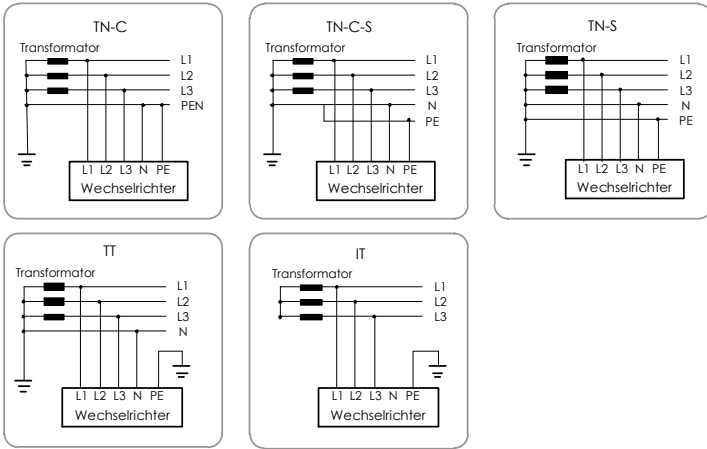 TN-C
Transformator
L1
L2
L3
PEN
L1 L2 L3 N PE
Wechselrichter
TN-C-S
Transformator
L1
L2
L3
N
PE
L1 L2 L3 N PE
Wechselrichter
TN-S
Transformator
L1
L2
L3
N
PE
L1 L2 L3 N PE
Wechselrichter
TT
Transformator
L1
L2
L3
N
L1 L2 L3 N PE
Wechselrichter
IT
Transformator
L1
L2
L3
L1 L2 L3 N PE
Wechselrichter